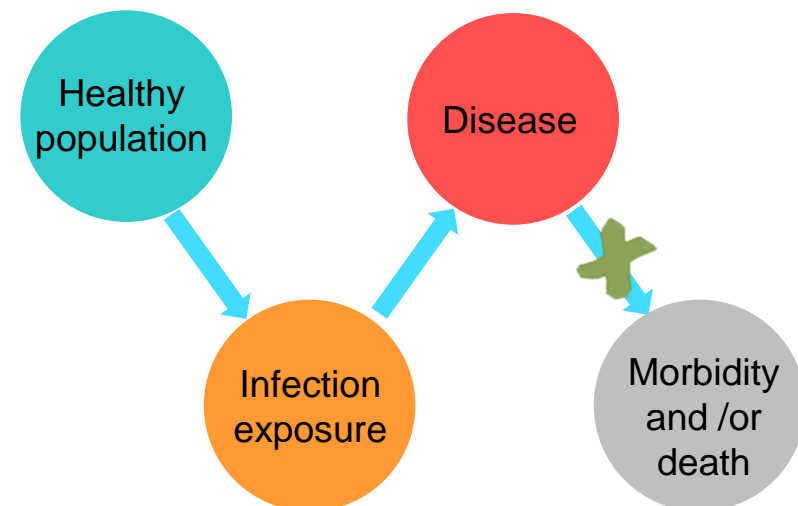 Healthy
population
Disease
Infection
exposure
Morbidity
and /or
death